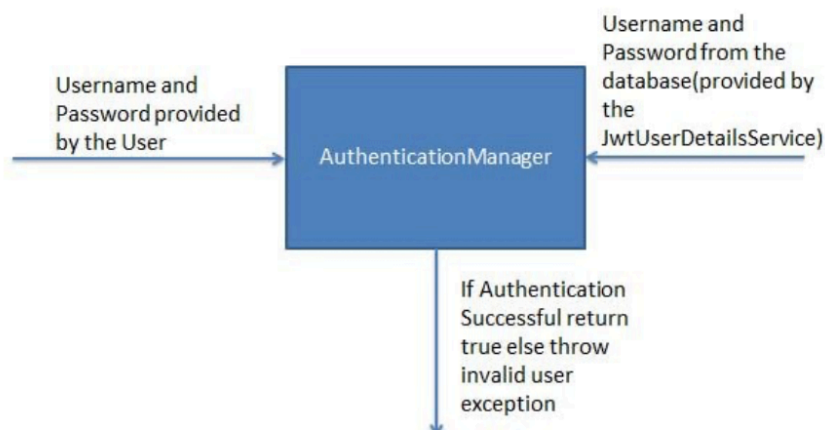 Username and
Password provided
by the User
AuthenticationManager
Username and
Password from the
database(provided by
the
JwtUserDetailsService)
If Authentication
Successful return
true else throw
invalid user
exception